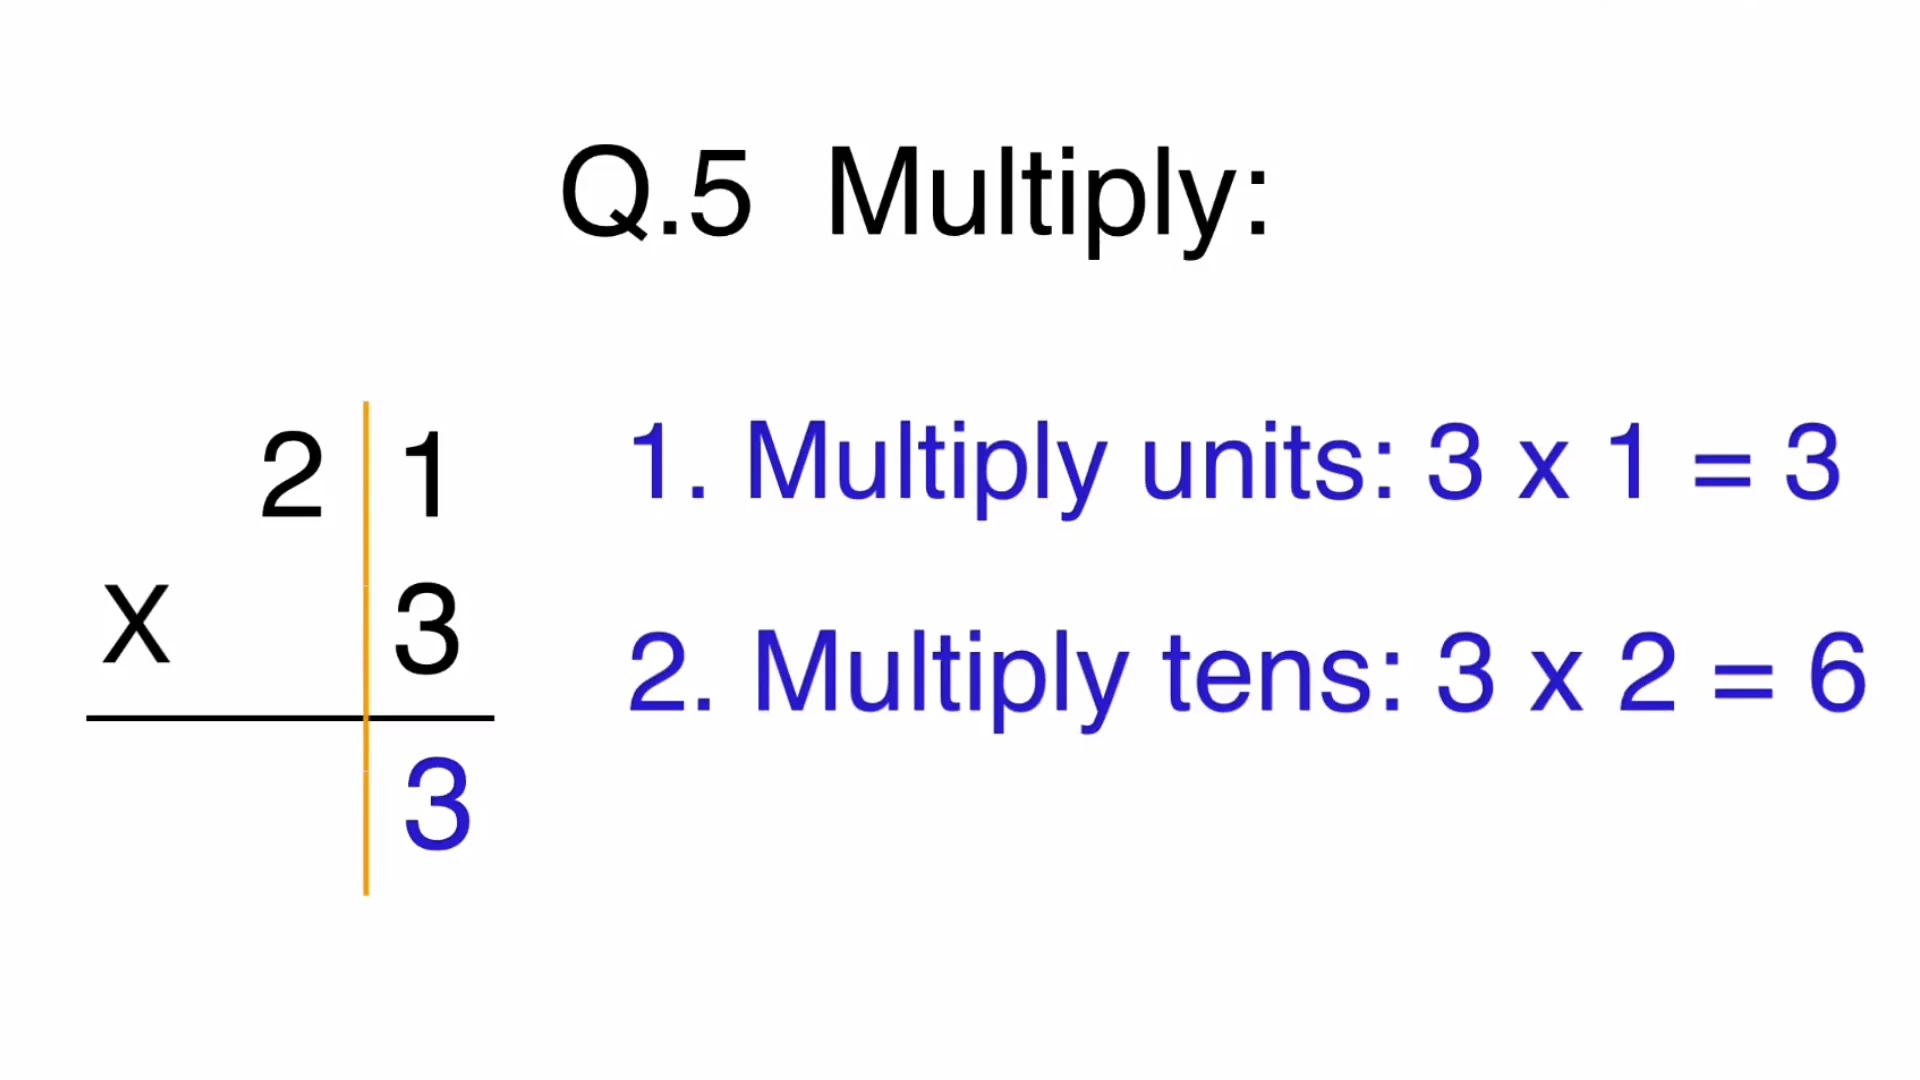 Q.5 Multiply:
2 1
X 3
3
1. Multiply units: 3 x 1 = 3
2. Multiply tens: 3 x 2 = 6